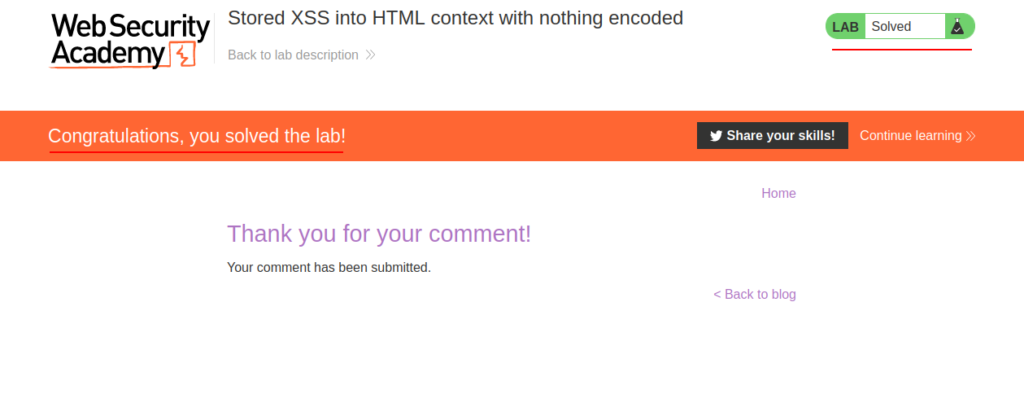 Web Security
Academy
Stored XSS into HTML context with nothing encoded
Back to lab description
LAB Solved
Congratulations, you solved the lab!
Share your skills!
Continue learning
Home
Thank you for your comment!
Your comment has been submitted.
< Back to blog